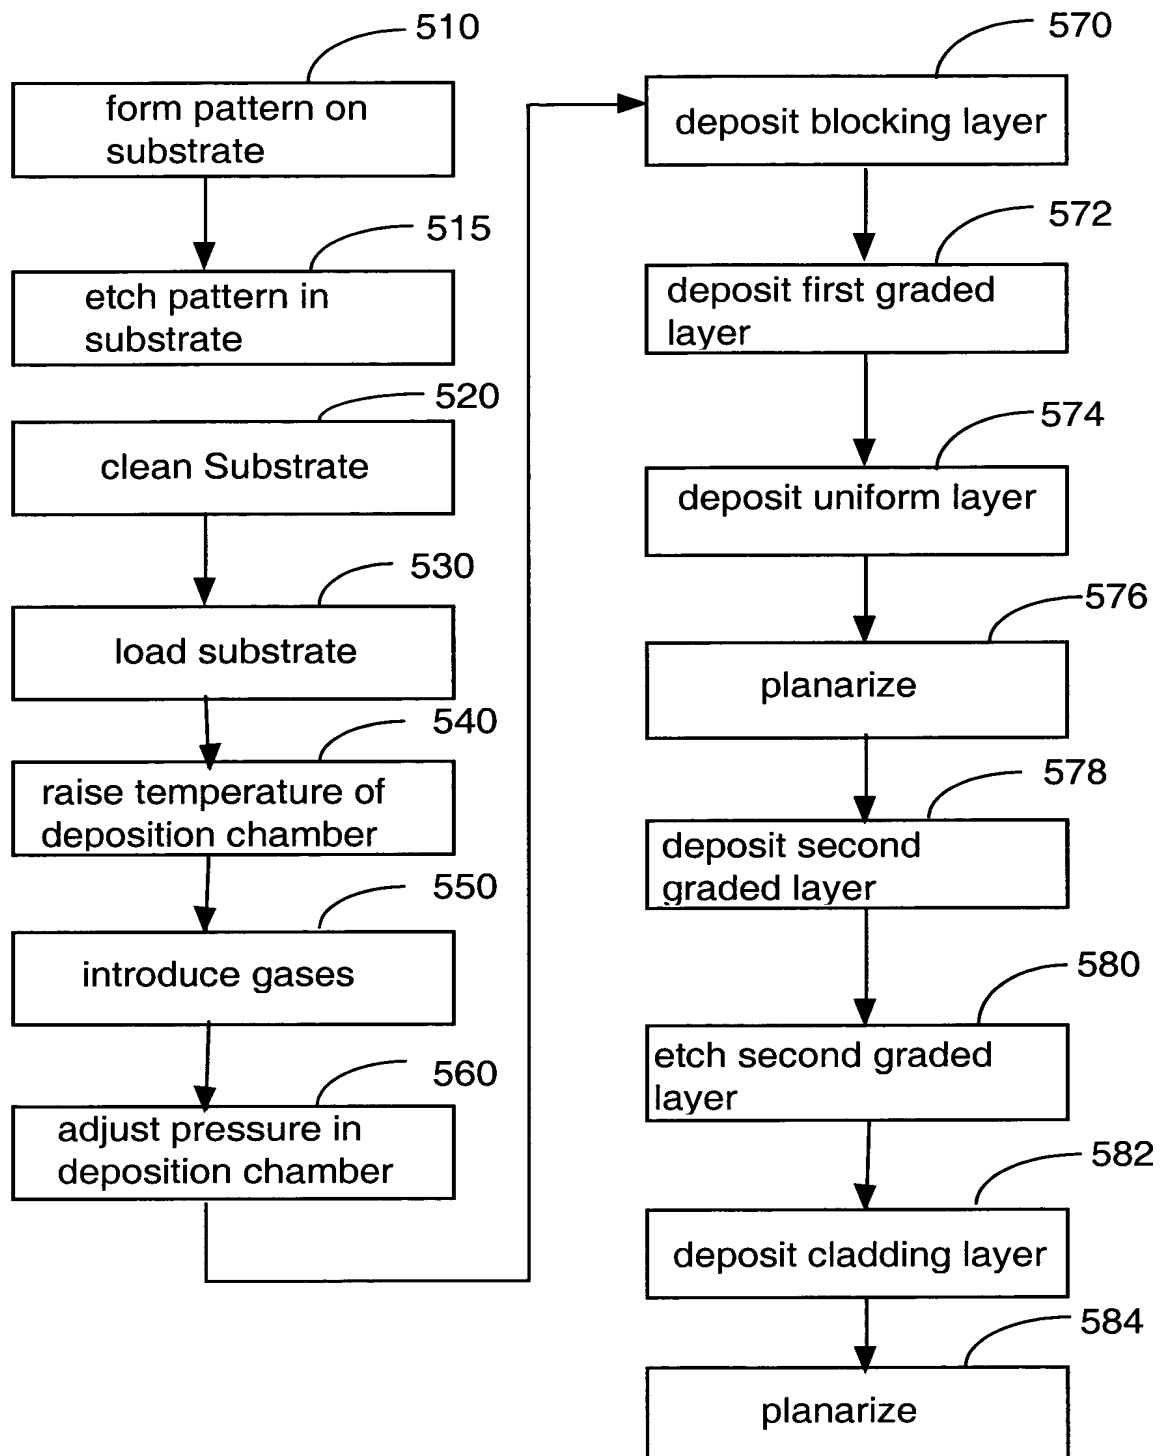 510
form pattern on
substrate
515
etch pattern in
substrate
520
clean Substrate
530
load substrate
540
raise temperature of
deposition chamber
550
introduce gases
560
adjust pressure in
deposition chamber
570
deposit blocking layer
572
deposit first graded
layer
574
deposit uniform layer
576
planarize
578
deposit second
graded layer
580
etch second graded
layer
582
deposit cladding layer
584
planarize